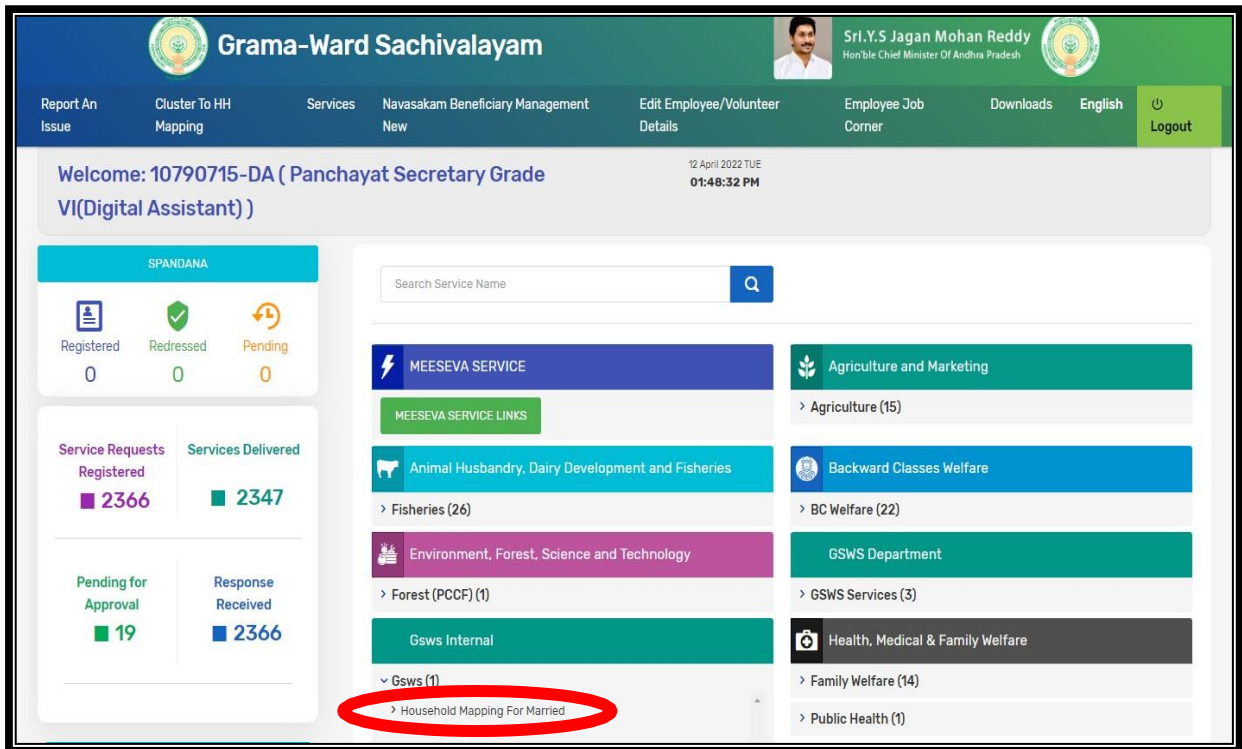 Grama-Ward Sachivalayam
Sri.Y.S Jagan Mohan Reddy
Hon'ble Chief Minister Of Andhra Pradesh
Report An Issue
Cluster To HH Mapping
Services
Navasakam Beneficiary Management New
Edit Employee/Volunteer Details
Employee Job Corner
Downloads
English
Logout
Welcome: 10790715-DA ( Panchayat Secretary Grade
VI(Digital Assistant) )
12 April 2022 TUE
01:48:32 PM
SPANDANA
Registered
0
Redressed
0
Pending
0
Service Requests
Registered
2366
Services Delivered
2347
Pending for
Approval
19
Response
Received
2366
Search Service Name
MEESEVA SERVICE
MEESEVA SERVICE LINKS
Agriculture and Marketing
Agriculture (15)
Animal Husbandry, Dairy Development and Fisheries
Fisheries (26)
Backward Classes Welfare
BC Welfare (22)
Environment, Forest, Science and Technology
Forest (PCCF) (1)
GSWS Department
GSWS Services (3)
Gsws Internal
Gsws (1)
Household Mapping For Married
Health, Medical & Family Welfare
Family Welfare (14)
Public Health (1)